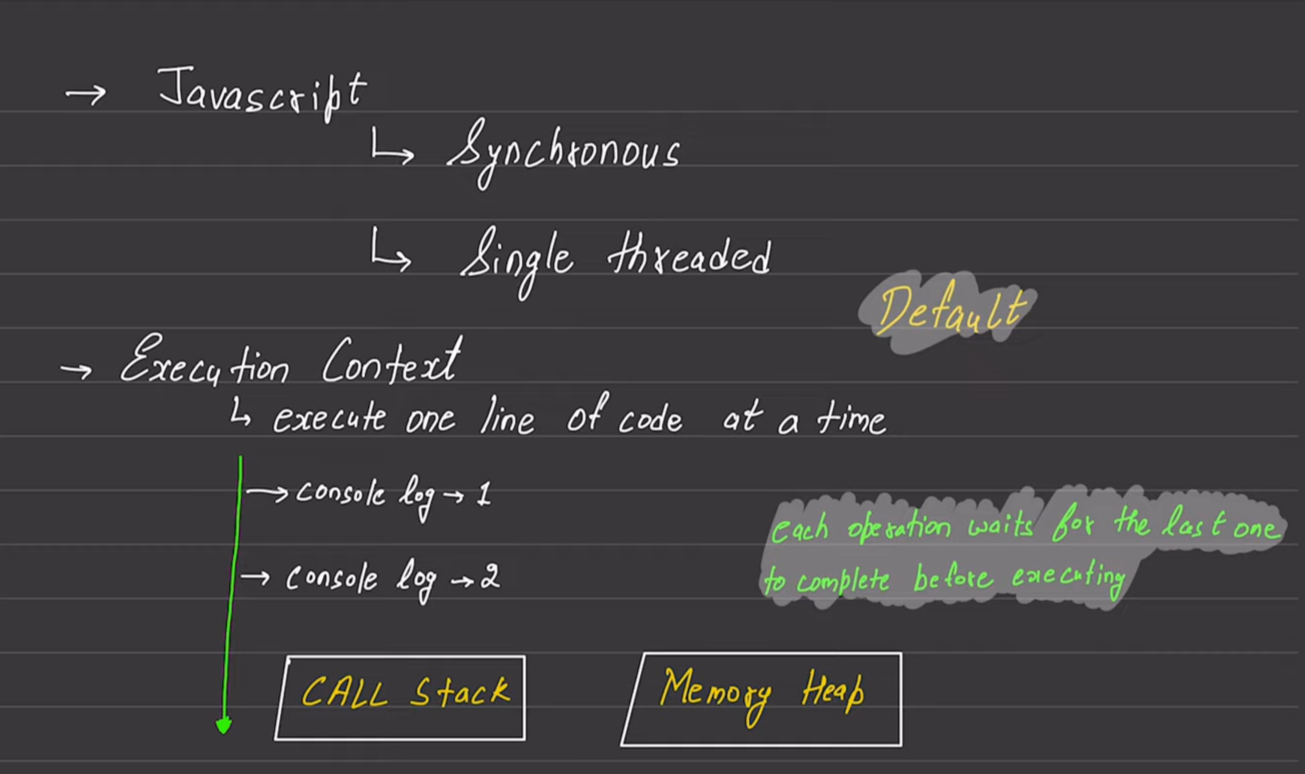 → Javascript
↳ Synchronous
↳ Single threaded
Default
→ Execution Context
↳ execute one line of code at a time
→ console log → 1
each operation waits for the last one
to complete before executing
→ console log → 2
CALL Stack
Memory Heap